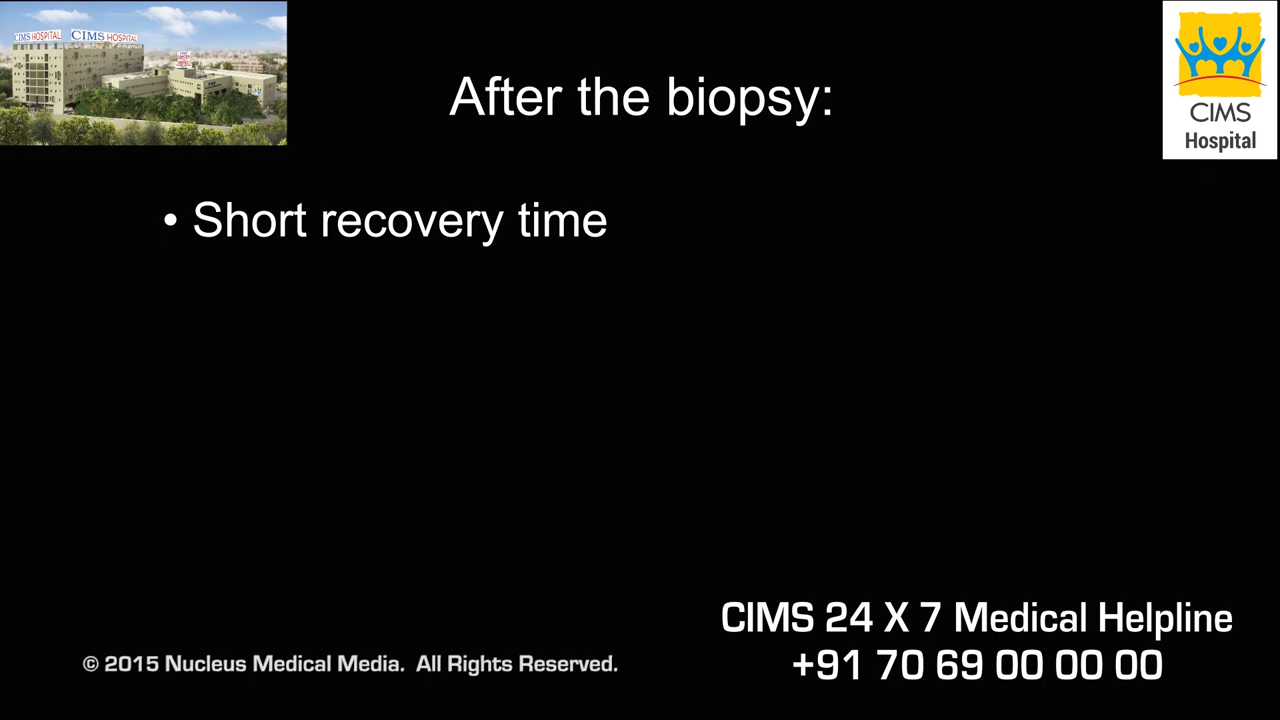 CIMS HOSPITAL CIMS HOSPITAL
After the biopsy:
CIMS
Hospital
• Short recovery time
CIMS 24 X 7 Medical Helpline
+91 70 69 00 00 00
© 2015 Nucleus Medical Media. All Rights Reserved.